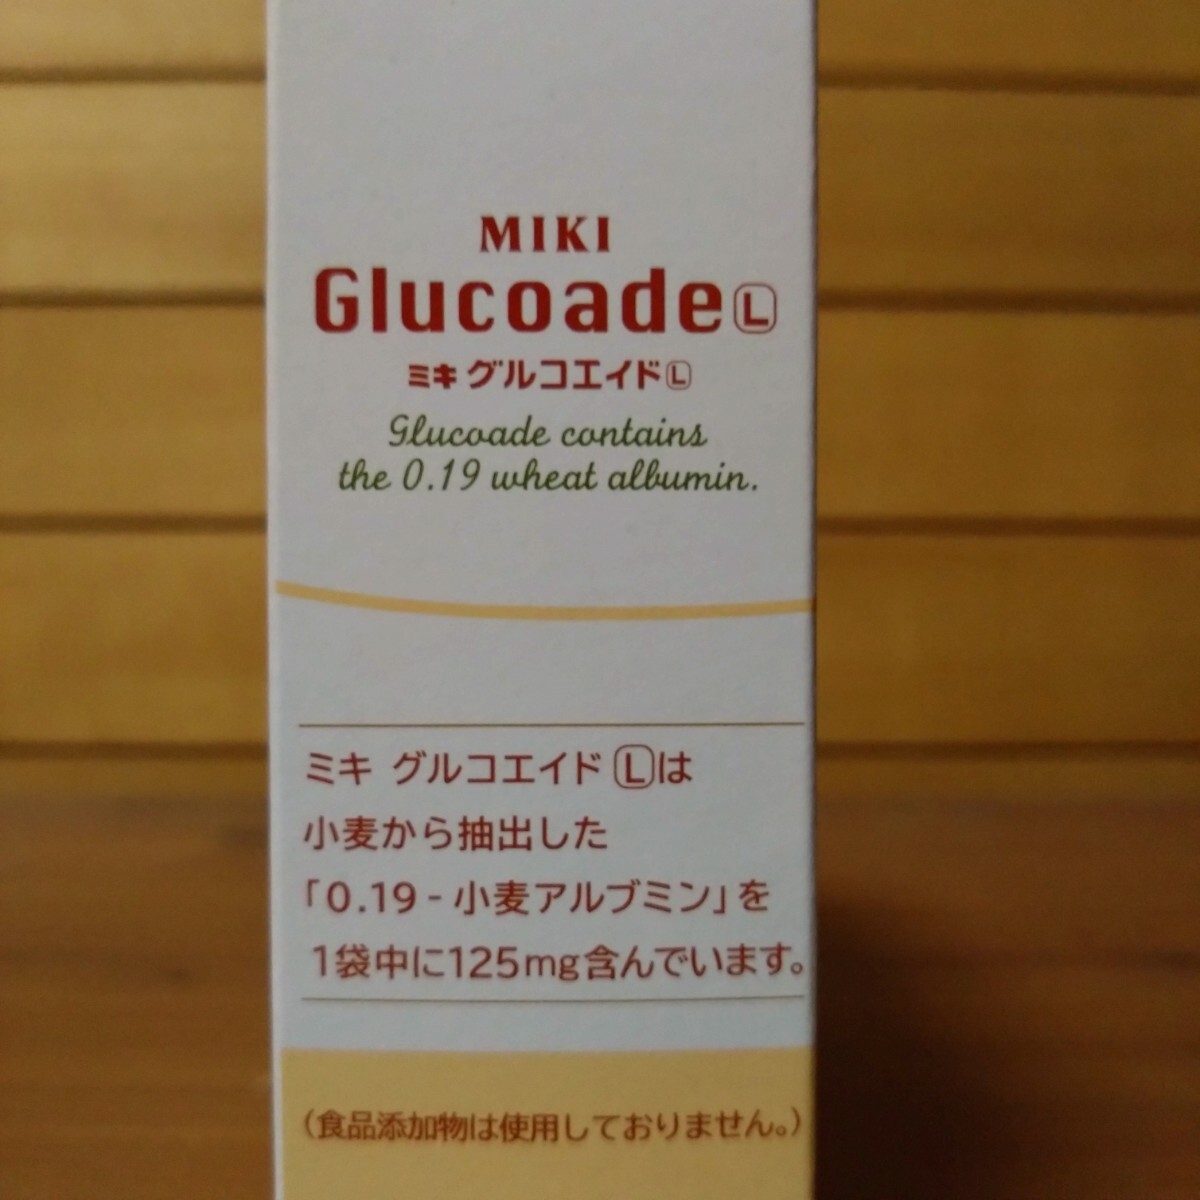 MIKI
Glucoade L
ミキ グルコエイド L
Glucoade contains
the 0.19 wheat albumin.
ミキ グルコエイド Lは
小麦から抽出した
「0.19-小麦アルブミン」を
1袋中に125mg含んでいます。
(食品添加物は使用しておりません。)